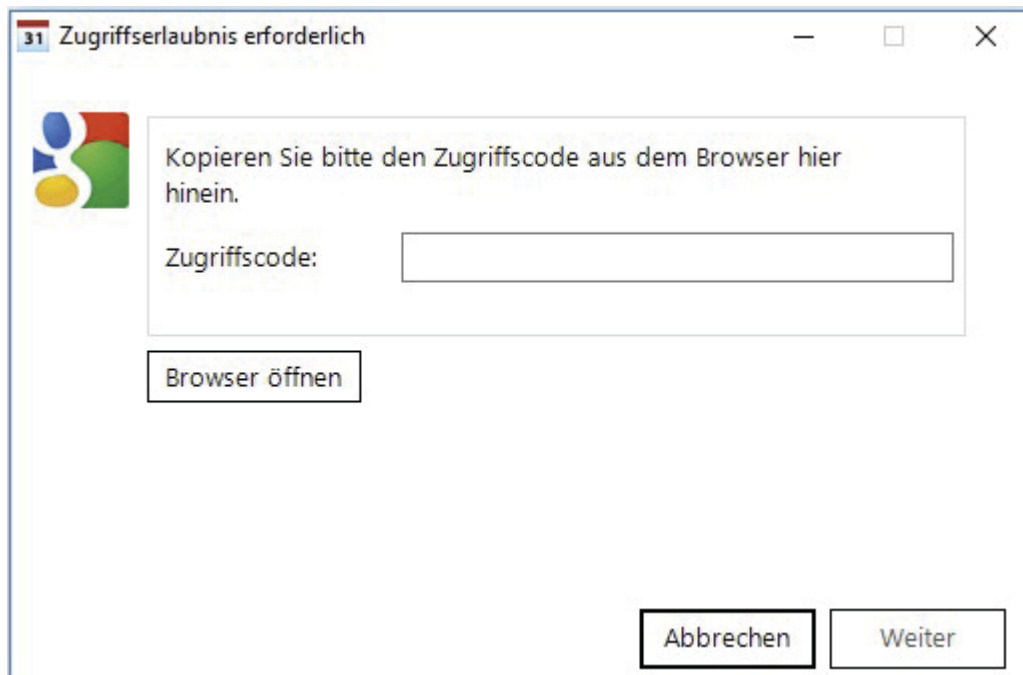 31 Zugriffserlaubnis erforderlich
Kopieren Sie bitte den Zugriffscode aus dem Browser hier
hinein.
Zugriffscode:
Browser öffnen
Abbrechen Weiter